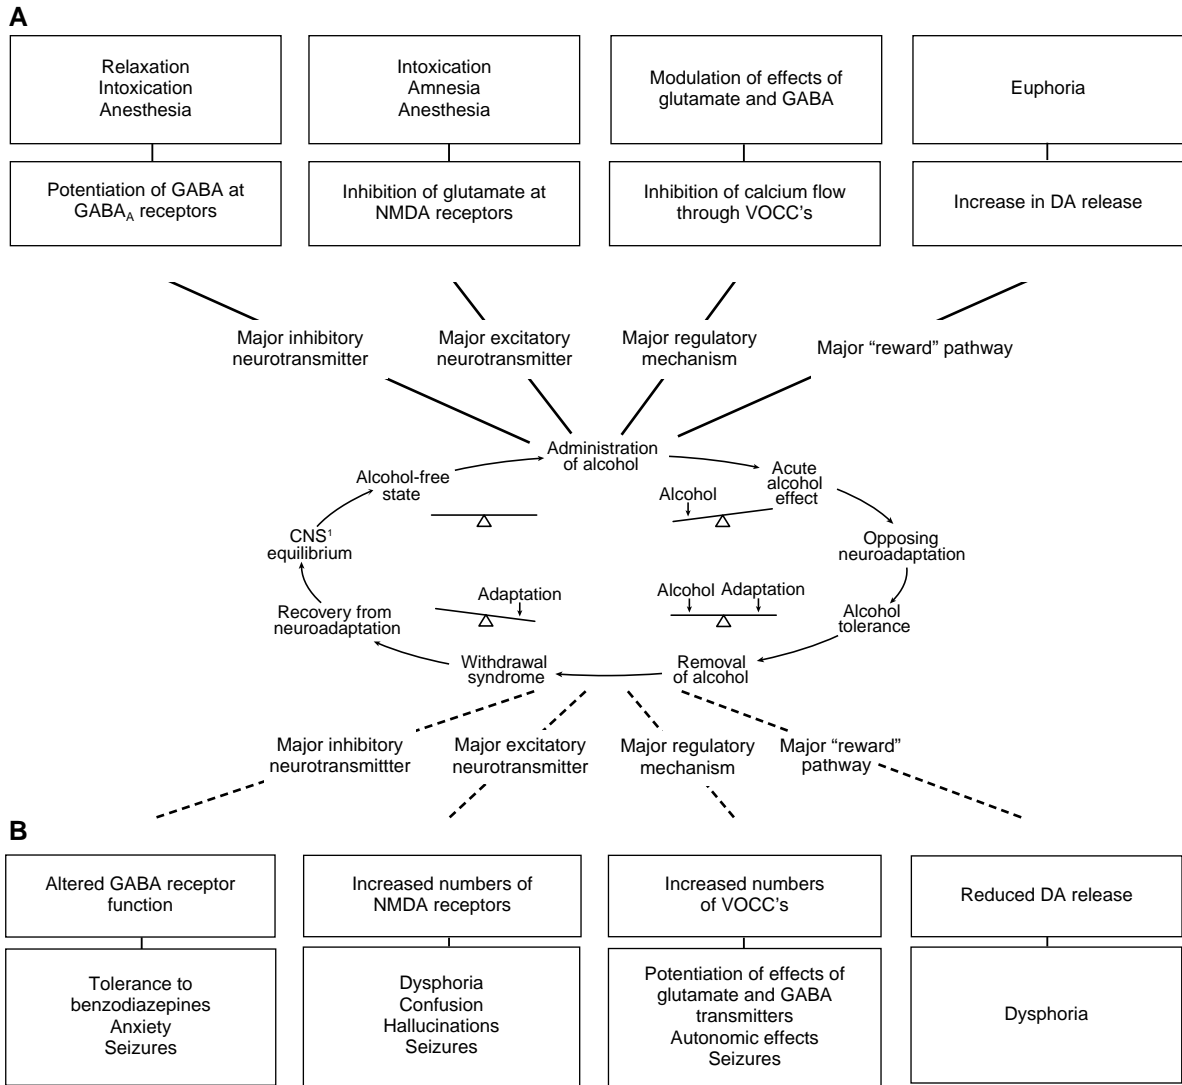 A
Relaxation
Intoxication
Anesthesia
Intoxication
Amnesia
Anesthesia
Modulation of effects of
glutamate and GABA
Euphoria
Potentiation of GABA at
GABA_A receptors
Inhibition of glutamate at
NMDA receptors
Inhibition of calcium flow
through VOCC's
Increase in DA release
Major inhibitory
neurotransmitter
Major excitatory
neurotransmitter
Major regulatory
mechanism
Major “reward” pathway
Administration
of alcohol
Acute
alcohol
effect
Opposing
neuroadaptation
Alcohol
tolerance
Removal
of alcohol
Withdrawal
syndrome
Recovery from
neuroadaptation
CNS¹
equilibrium
Alcohol-free
state
Alcohol
Adaptation
Alcohol Adaptation
Major inhibitory
neurotransmittter
Major excitatory
neurotransmitter
Major regulatory
mechanism
Major “reward”
pathway
B
Altered GABA receptor
function
Increased numbers of
NMDA receptors
Increased numbers
of VOCC's
Reduced DA release
Tolerance to
benzodiazepines
Anxiety
Seizures
Dysphoria
Confusion
Hallucinations
Seizures
Potentiation of effects of
glutamate and GABA
transmitters
Autonomic effects
Seizures
Dysphoria